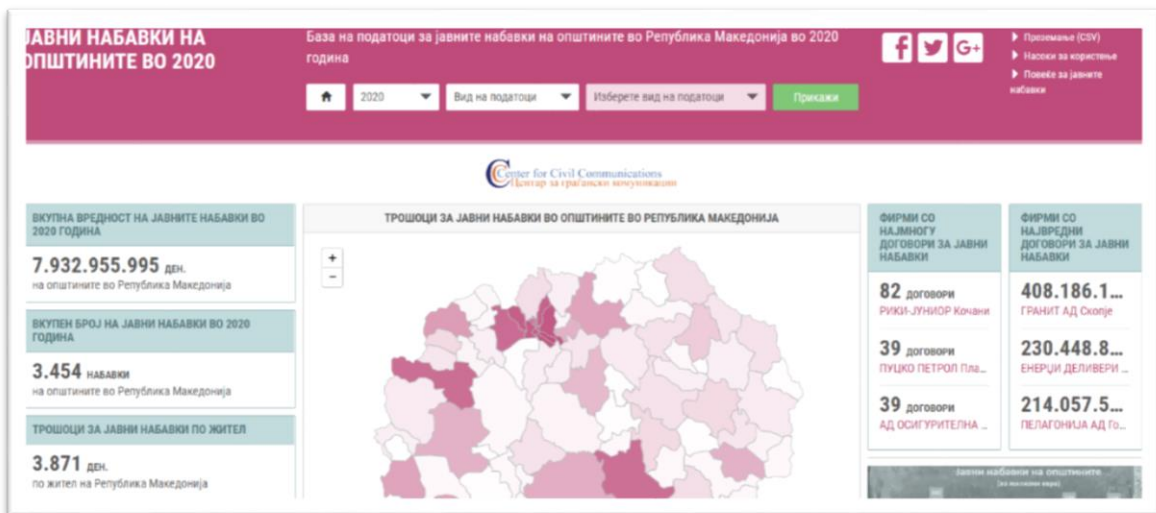 ЈАВНИ НАБАВКИ НА
ОПШТИНИТЕ ВО 2020
База на податоци за јавните набавки на општините во Република Македонија во 2020
година
2020
Вид на податоци
Изберете вид на податоци
Прикажи
f
G+
Преземање (CSV)
Насоки за користење
Повеќе за јавните
набавки
Center for Civil Communications
Центар за граѓански комуникации
ВКУПНА ВРЕДНОСТ НА ЈАВНИТЕ НАБАВКИ ВО
2020 ГОДИНА
7.932.955.995 ДЕН.
на општините во Република Македонија
ВКУПЕН БРОЈ НА ЈАВНИ НАБАВКИ ВО 2020
ГОДИНА
3.454 НАБАВКИ
на општините во Република Македонија
ТРОШОЦИ ЗА ЈАВНИ НАБАВКИ ПО ЖИТЕЛ
3.871 ДЕН.
по жител на Република Македонија
ТРОШОЦИ ЗА ЈАВНИ НАБАВКИ ВО ОПШТИНИТЕ ВО РЕПУБЛИКА МАКЕДОНИЈА
+
−
ФИРМИ СО
НАЈМНОГУ
ДОГОВОРИ ЗА ЈАВНИ
НАБАВКИ
82 ДОГОВОРИ
РИКИ-ЈУНИОР Кочани
39 ДОГОВОРИ
ПУЦКО ПЕТРОЛ Пла...
39 ДОГОВОРИ
АД ОСИГУРИТЕЛНА ...
ФИРМИ СО
НАЈВРЕДНИ
ДОГОВОРИ ЗА ЈАВНИ
НАБАВКИ
408.186.1...
ГРАНИТ АД Скопје
230.448.8...
ЕНЕРЏИ ДЕЛИВЕРИ ...
214.057.5...
ПЕЛАГОНИЈА АД Го...
Јавни набавки на општините
(во милиони евра)